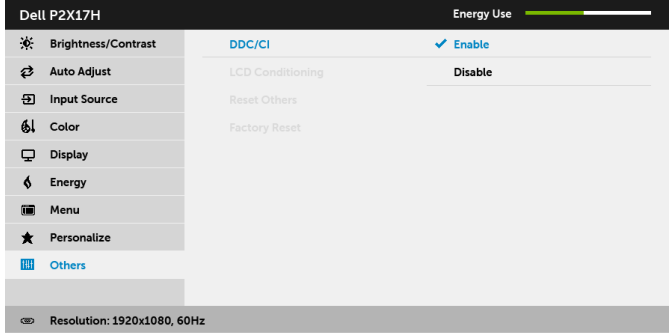 Dell P2X17H Energy Use
Brightness/Contrast DDC/CI Enable
Auto Adjust LCD Conditioning Disable
Input Source Reset Others
Color Factory Reset
Display
Energy
Menu
Personalize
Others
Resolution: 1920x1080, 60Hz